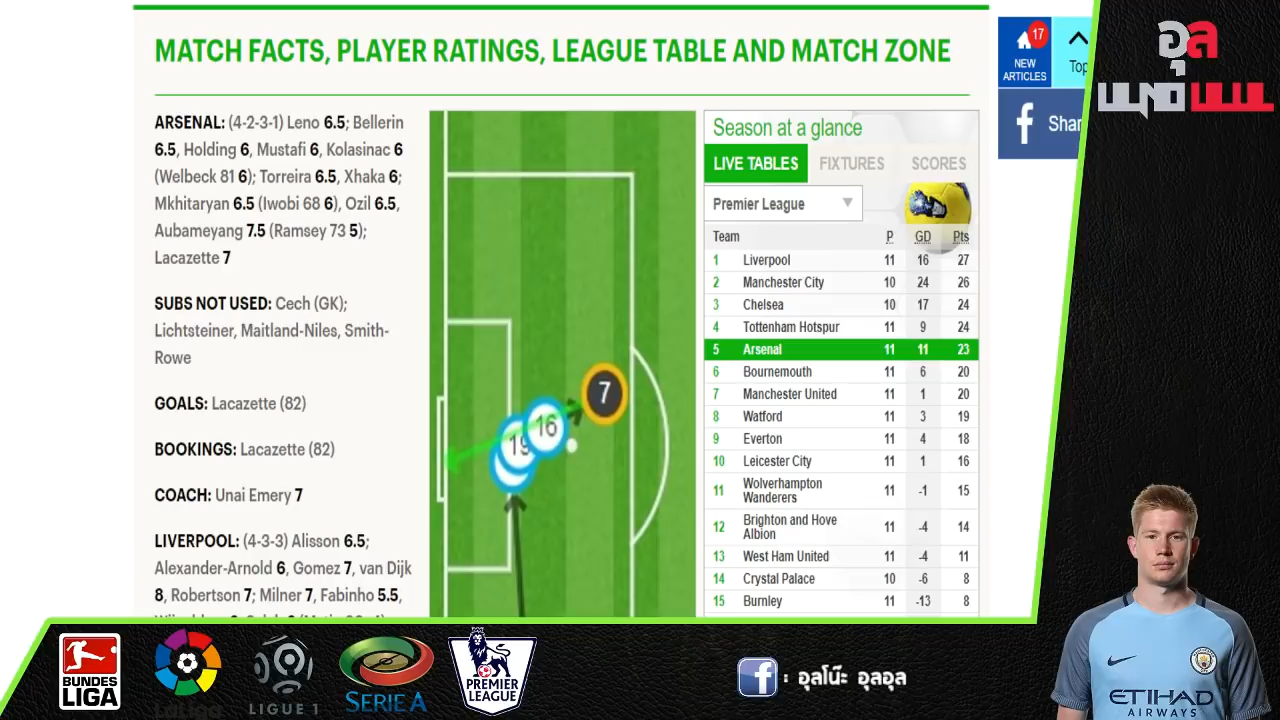 MATCH FACTS, PLAYER RATINGS, LEAGUE TABLE AND MATCH ZONE
ARSENAL: (4-2-3-1) Leno 6.5; Bellerin
6.5, Holding 6, Mustafi 6, Kolasinac 6
(Welbeck 81 6); Torreira 6.5, Xhaka 6;
Mkhitaryan 6.5 (Iwobi 68 6), Ozil 6.5,
Aubameyang 7.5 (Ramsey 73 5);
Lacazette 7
SUBS NOT USED: Cech (GK);
Lichtsteiner, Maitland-Niles, Smith-
Rowe
GOALS: Lacazette (82)
BOOKINGS: Lacazette (82)
COACH: Unai Emery 7
LIVERPOOL: (4-3-3) Alisson 6.5;
Alexander-Arnold 6, Gomez 7, van Dijk
8, Robertson 7; Milner 7, Fabinho 5.5,
7
16
19
Season at a glance
LIVE TABLES FIXTURES SCORES
Premier League
Team P GD Pts
1 Liverpool 11 16 27
2 Manchester City 10 24 26
3 Chelsea 10 17 24
4 Tottenham Hotspur 11 9 24
5 Arsenal 11 11 23
6 Bournemouth 11 6 20
7 Manchester United 11 1 20
8 Watford 11 3 19
9 Everton 11 4 18
10 Leicester City 11 1 16
11 Wolverhampton Wanderers 11 -1 15
12 Brighton and Hove Albion 11 -4 14
13 West Ham United 11 -4 11
14 Crystal Palace 10 -6 8
15 Burnley 11 -13 8
17
NEW
ARTICLES
Top
f Shar
อุล
BUNDES
LIGA
LaLiga
LIGUE 1
SERIE A
PREMIER
LEAGUE
f : อุลโน๊ะ อุลอุล
ETIHAD
AIRWAYS